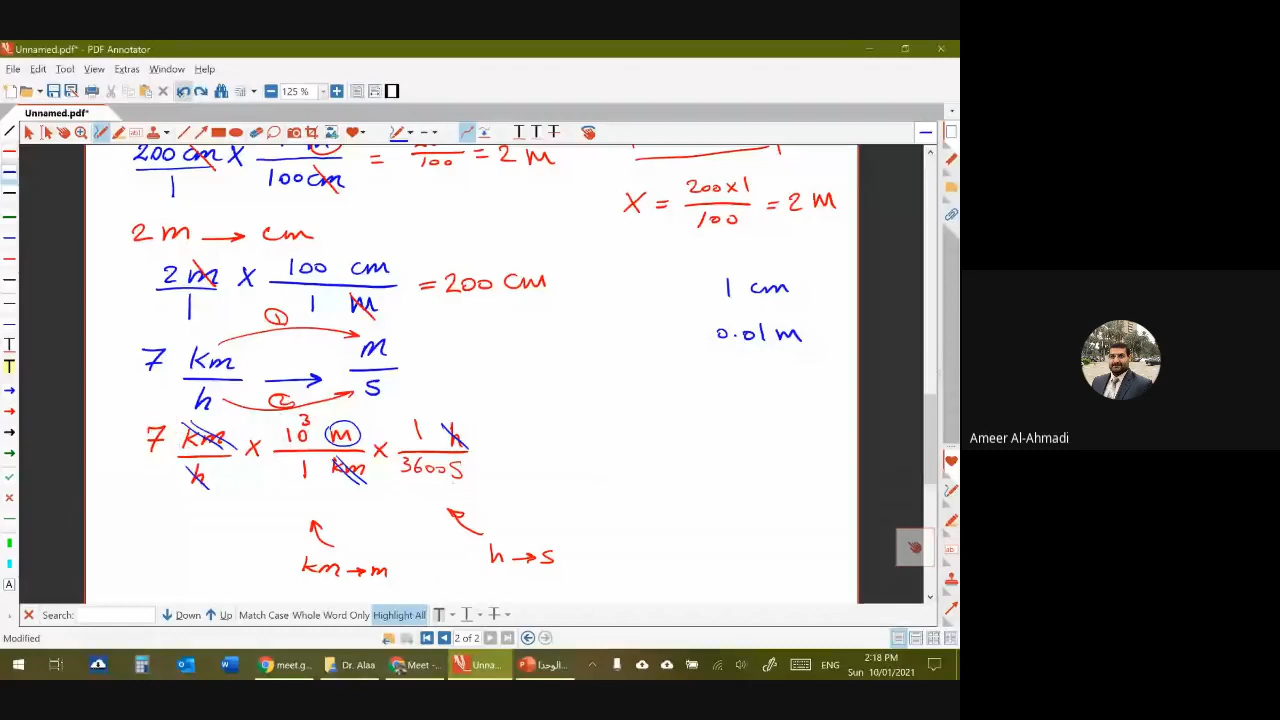 Unnamed.pdf* - PDF Annotator
File Edit Tool View Extras Window Help
125 %
Unnamed.pdf*
200 cm / 1 X / 100 cm = / 100 = 2 m
X = 200 x 1 / 100 = 2 m
2 m → cm
2 m / 1 X 100 cm / 1 m = 200 cm
1 cm
0.01 m
①
7 km / h → m / s
②
7 km / h x 10³ m / 1 km x 1 h / 3600 s
km → m
h → s
Ameer Al-Ahmadi
Search: Down Up Match Case Whole Word Only Highlight All
Modified
2 of 2
meet.g...
Dr. Alaa
Meet -...
Unna...
الوحدا...
ENG
2:18 PM
Sun 10/01/2021